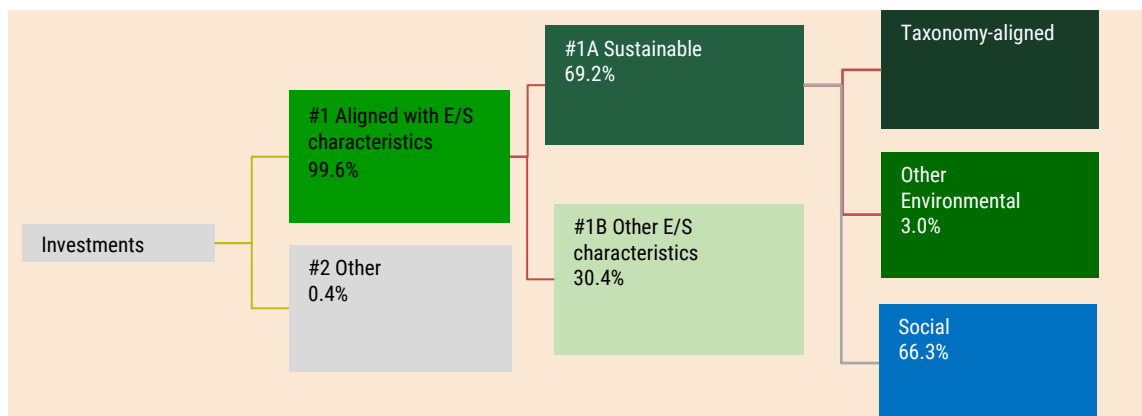 Investments
#1 Aligned with E/S
characteristics
99.6%
#2 Other
0.4%
#1A Sustainable
69.2%
#1B Other E/S
characteristics
30.4%
Taxonomy-aligned
Other
Environmental
3.0%
Social
66.3%